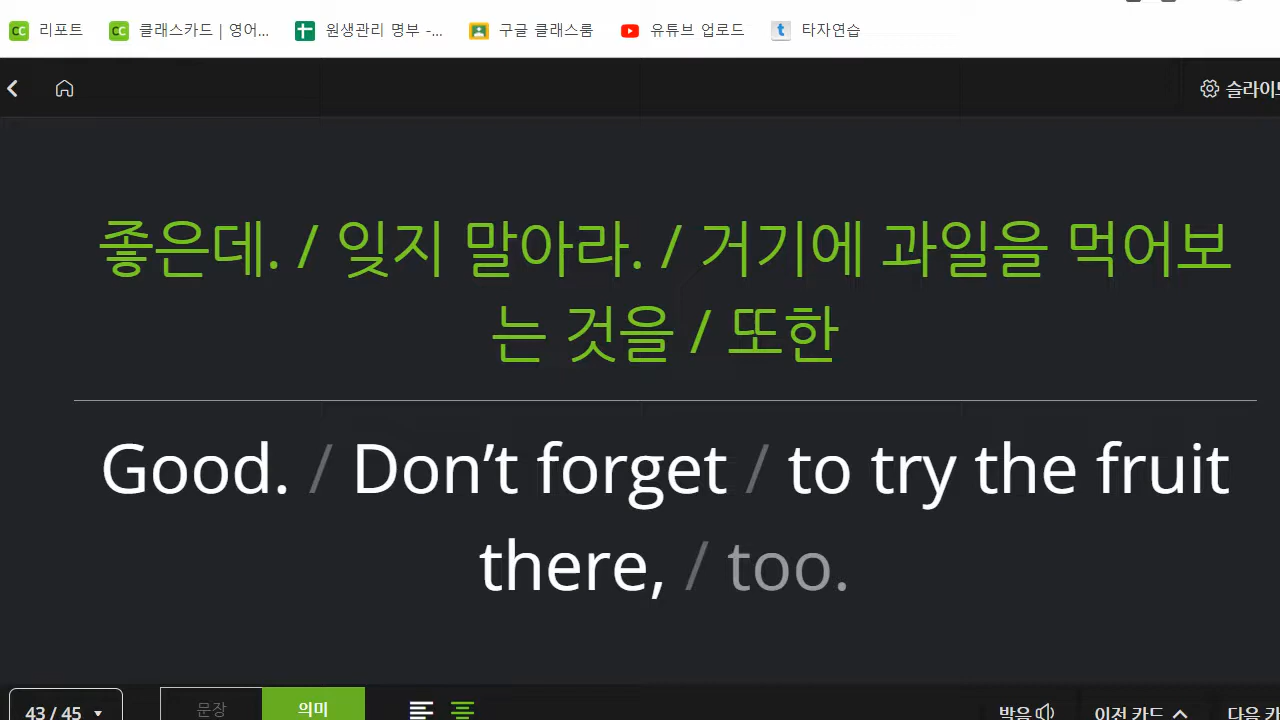 리포트
클래스카드 | 영어...
원생관리 명부 -...
구글 클래스룸
유튜브 업로드
타자연습
좋은데. / 잊지 말아라. / 거기에 과일을 먹어보
는 것을 / 또한
Good. / Don’t forget / to try the fruit
there, / too.
43 / 45
문장
의미
발음
이전 카드
다음